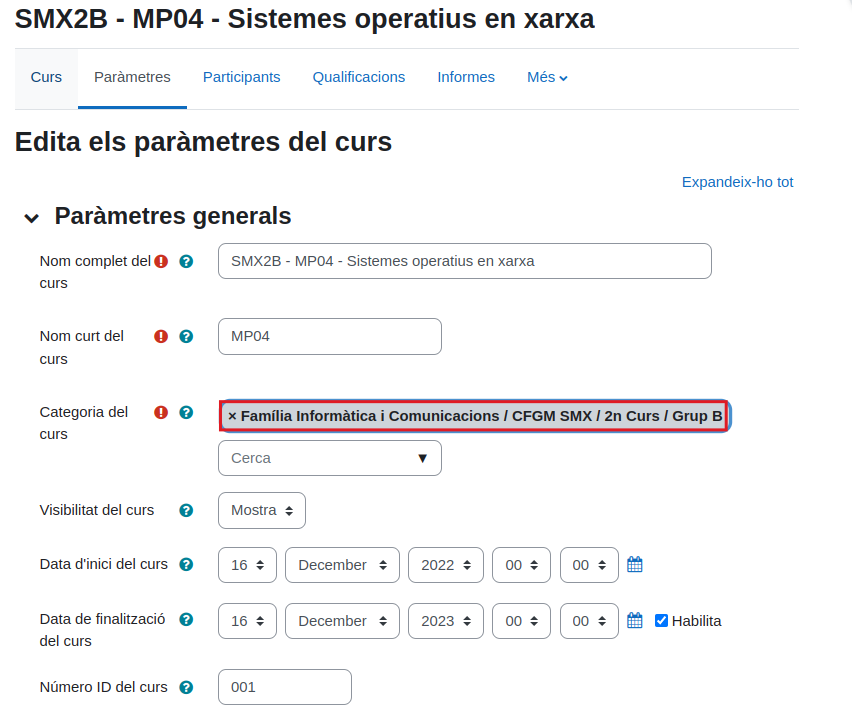 SMX2B - MP04 - Sistemes operatius en xarxa
Curs Paràmetres Participants Qualificacions Informes Més
Edita els paràmetres del curs
Expandeix-ho tot
Paràmetres generals
Nom complet del curs
SMX2B - MP04 - Sistemes operatius en xarxa
Nom curt del curs
MP04
Categoria del curs
× Família Informàtica i Comunicacions / CFGM SMX / 2n Curs / Grup B
Cerca ▼
Visibilitat del curs
Mostra
Data d'inici del curs
16 December 2022 00 00
Data de finalització del curs
16 December 2023 00 00 Habilita
Número ID del curs
001